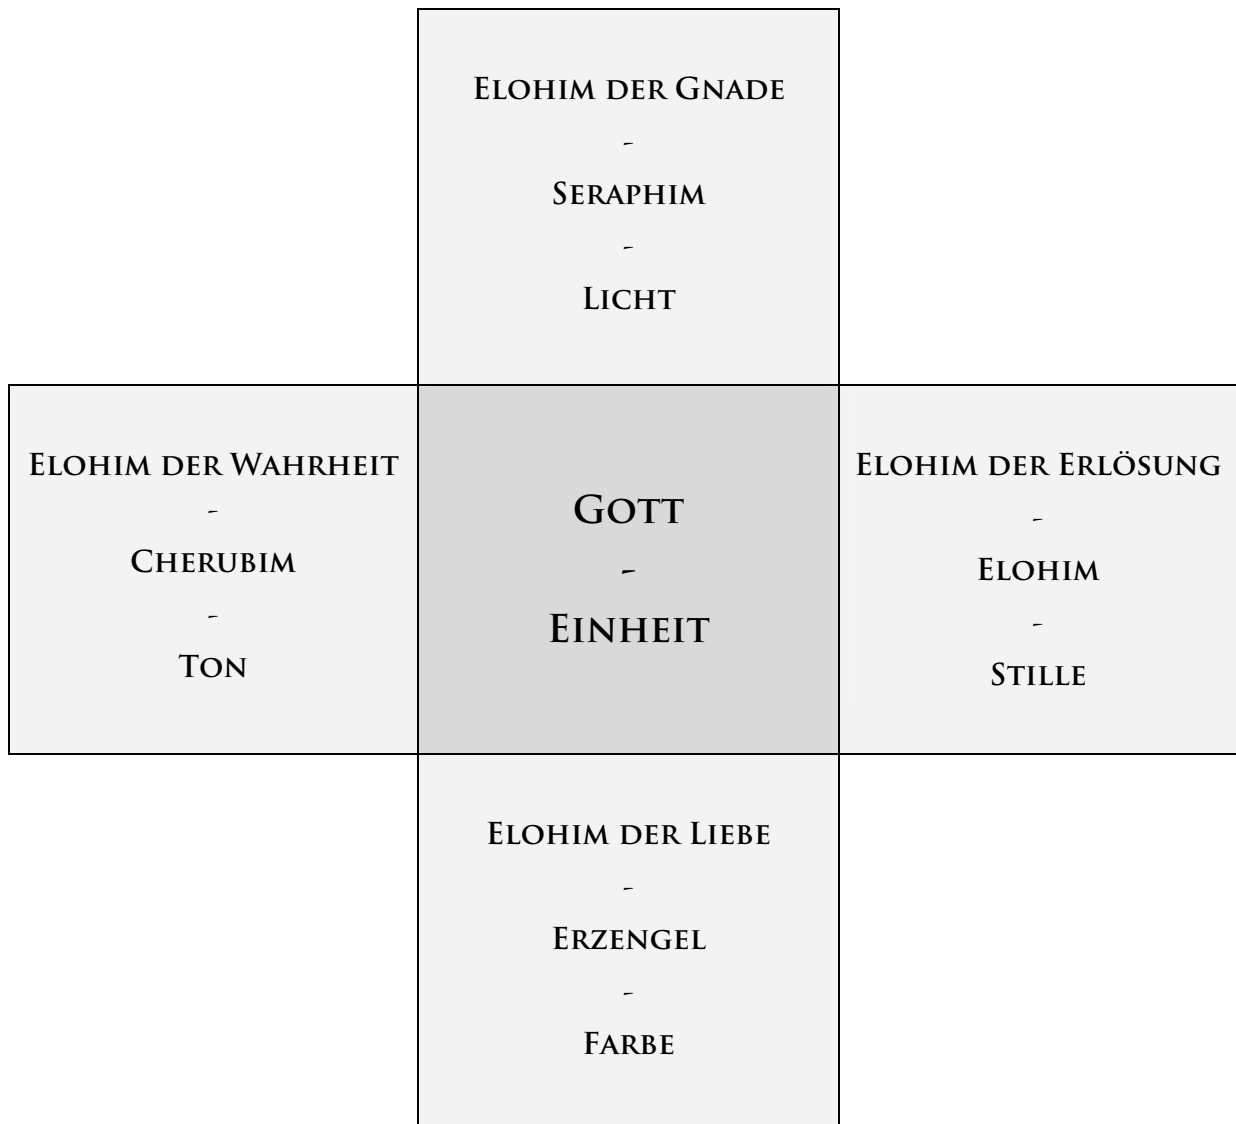 Elohim der Gnade
-
Seraphim
-
Licht
Elohim der Wahrheit
-
Cherubim
-
Ton
Gott
-
Einheit
Elohim der Erlösung
-
Elohim
-
Stille
Elohim der Liebe
-
Erzengel
-
Farbe